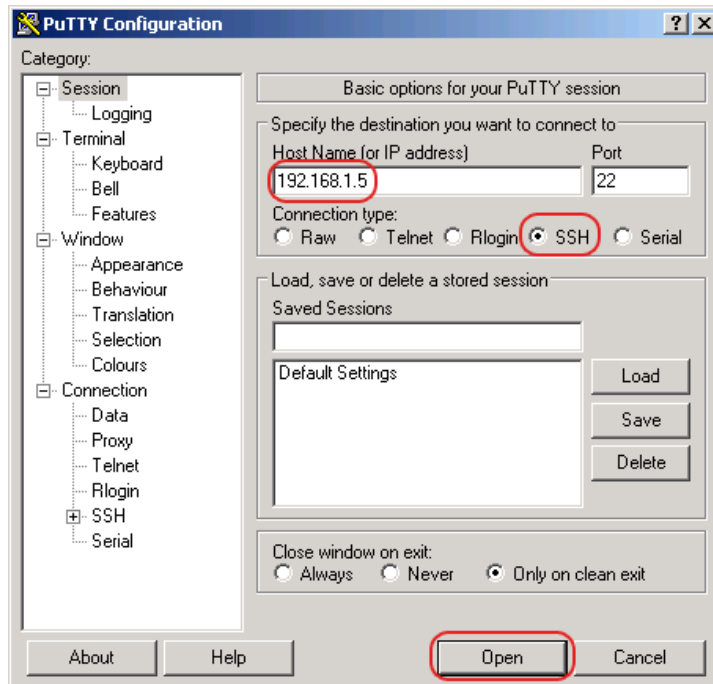 PuTTY Configuration
Category:
Session
Logging
Terminal
Keyboard
Bell
Features
Window
Appearance
Behaviour
Translation
Selection
Colours
Connection
Data
Proxy
Telnet
Rlogin
SSH
Serial
Basic options for your PuTTY session
Specify the destination you want to connect to
Host Name (or IP address) Port
192.168.1.5 22
Connection type:
Raw Telnet Rlogin SSH Serial
Load, save or delete a stored session
Saved Sessions
Default Settings
Load
Save
Delete
Close window on exit:
Always Never Only on clean exit
About Help Open Cancel